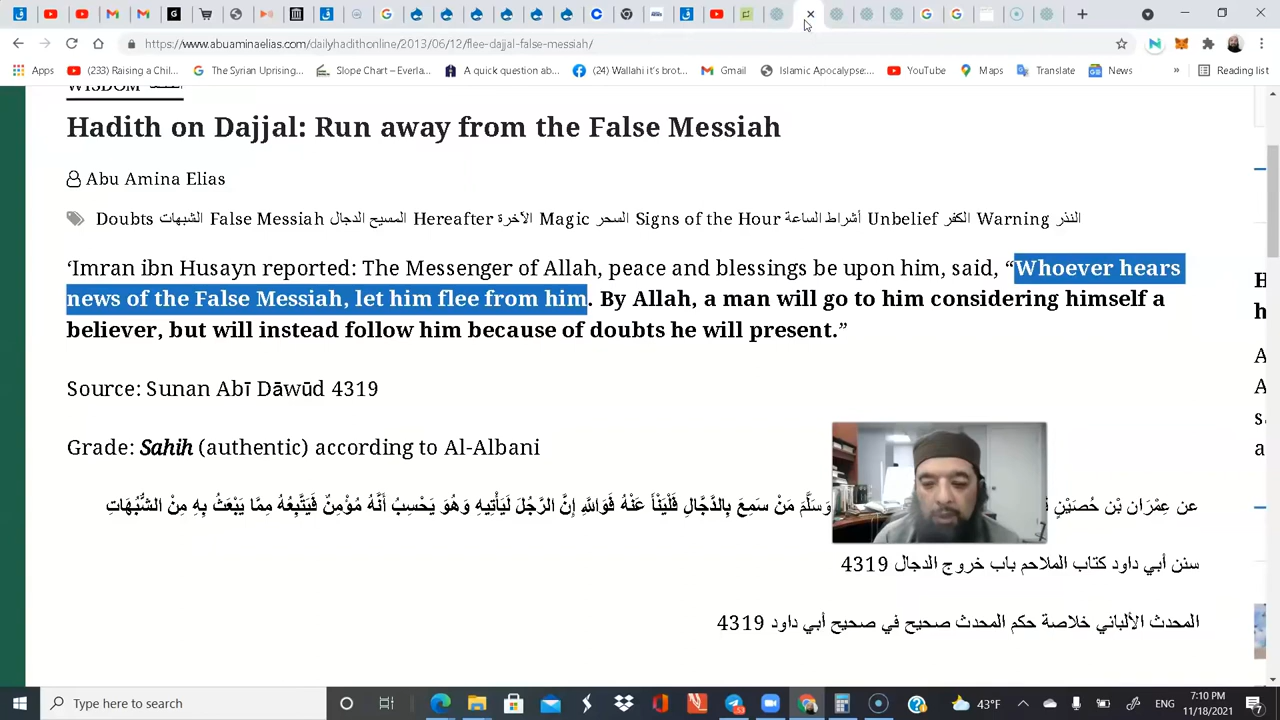 https://www.abuaminaelias.com/dailyhadithonline/2013/06/13/flee-dajjal-false-messiah/
Apps (233) Raising a Chil... The Syrian Uprising... Slope Chart – Everla... A quick question ab... (24) Wallahi it's brot... Gmail Islamic Apocalypse:... YouTube Maps Translate News » Reading list
WISDOM الحكمة
Hadith on Dajjal: Run away from the False Messiah
Abu Amina Elias
Doubts الشبهات False Messiah المسيح الدجال Hereafter الآخرة Magic السحر Signs of the Hour أشراط الساعة Unbelief الكفر Warning النذر
‘Imran ibn Husayn reported: The Messenger of Allah, peace and blessings be upon him, said, “Whoever hears
news of the False Messiah, let him flee from him. By Allah, a man will go to him considering himself a
believer, but will instead follow him because of doubts he will present.”
Source: Sunan Abī Dāwūd 4319
Grade: Sahih (authentic) according to Al-Albani
عن عِمْرَان بْن حُصَيْنٍ وَسَلَّمَ مَنْ سَمِعَ بِالدَّجَّالِ فَلْيَنْأَ عَنْهُ فَوَاللَّهِ إِنَّ الرَّجُلَ لَيَأْتِيهِ وَهُوَ يَحْسِبُ أَنَّهُ مُؤْمِنٌ فَيَتَّبِعُهُ مِمَّا يَبْعَثُ بِهِ مِنْ الشُّبُهَاتِ
4319 سنن أبي داود كتاب الملاحم باب خروج الدجال
4319 المحدث الألباني خلاصة حكم المحدث صحيح في صحيح أبي داود
Type here to search
43°F
ENG
7:10 PM
11/18/2021